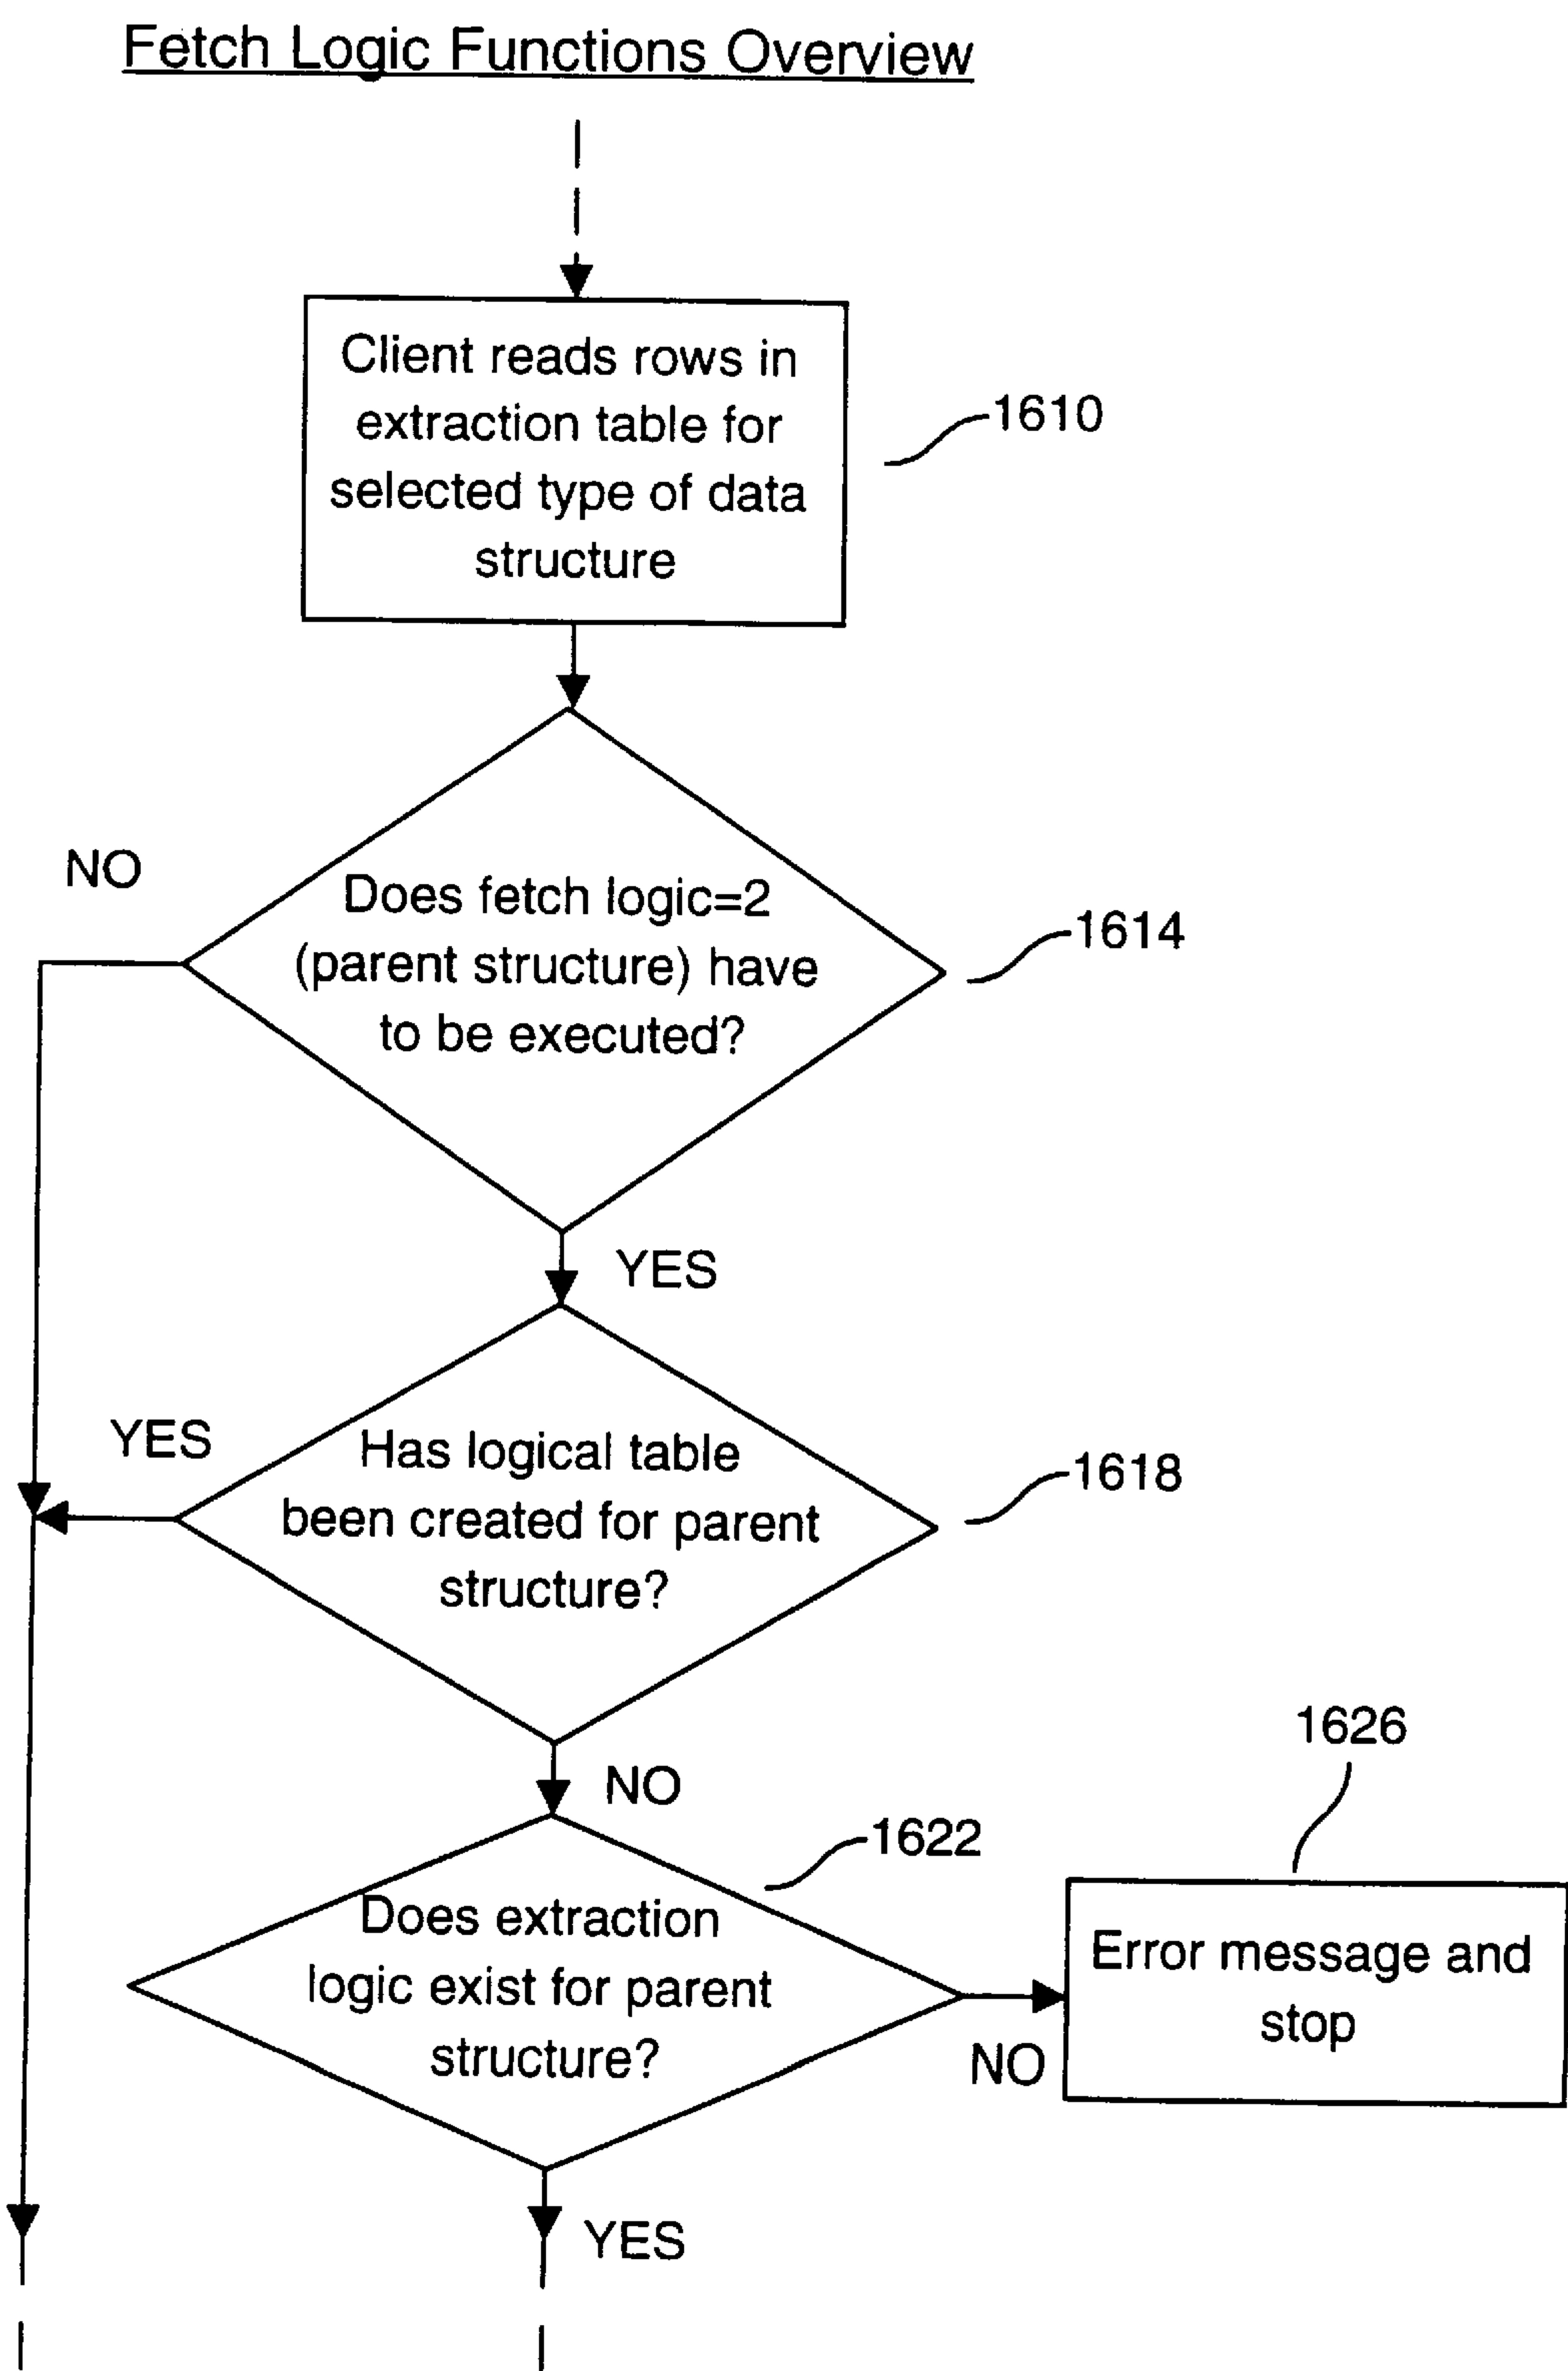 Fetch Logic Functions Overview
Client reads rows in
extraction table for
selected type of data
structure
1610
NO
Does fetch logic=2
(parent structure) have
to be executed?
1614
YES
YES
Has logical table
been created for parent
structure?
1618
NO
1626
1622
Does extraction
logic exist for parent
structure?
Error message and
stop
NO
YES